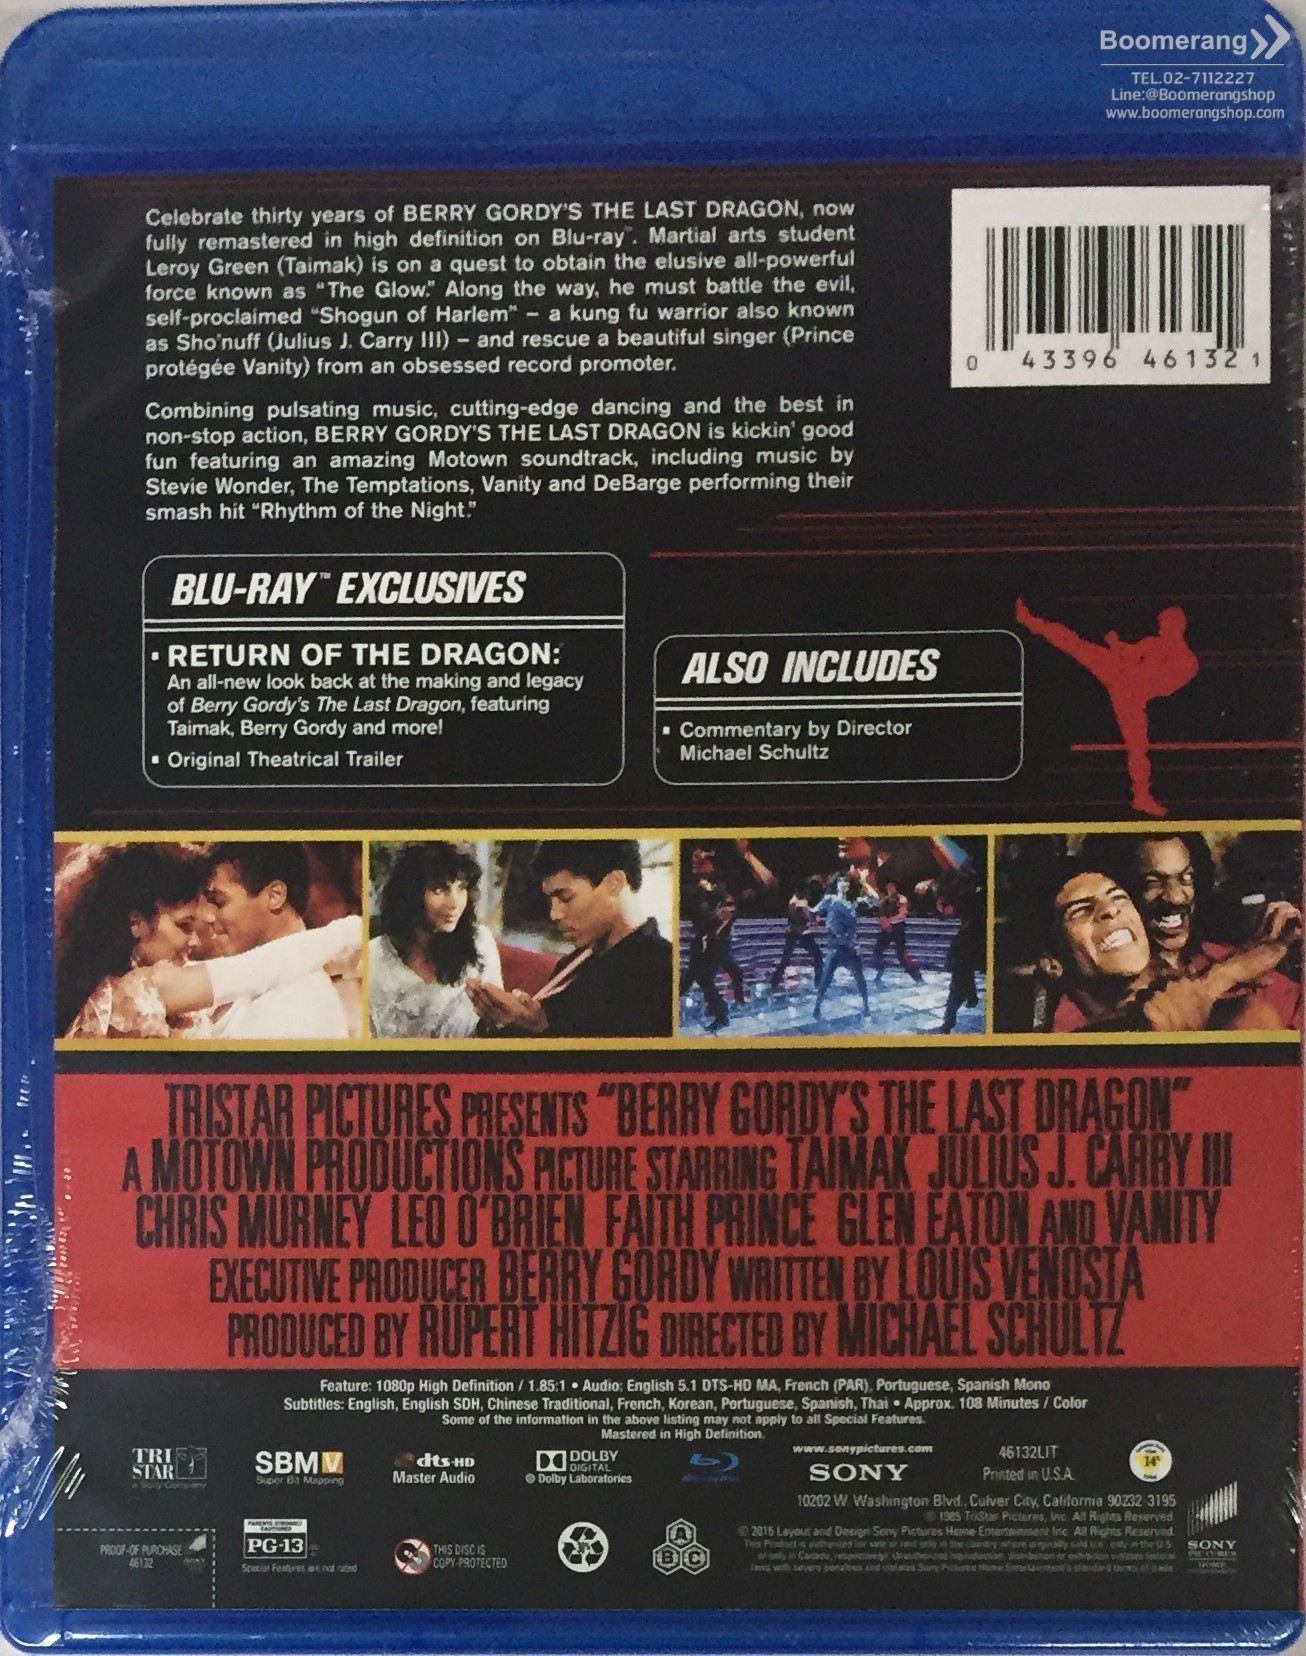 Boomerang
TEL.02-7112227
Line:@Boomerangshop
www.boomerangshop.com
Celebrate thirty years of BERRY GORDY'S THE LAST DRAGON, now
fully remastered in high definition on Blu-ray™. Martial arts student
Leroy Green (Taimak) is on a quest to obtain the elusive all-powerful
force known as "The Glow." Along the way, he must battle the evil,
self-proclaimed "Shogun of Harlem" – a kung fu warrior also known
as Sho'nuff (Julius J. Carry III) – and rescue a beautiful singer (Prince
protégée Vanity) from an obsessed record promoter.
Combining pulsating music, cutting-edge dancing and the best in
non-stop action, BERRY GORDY'S THE LAST DRAGON is kickin' good
fun featuring an amazing Motown soundtrack, including music by
Stevie Wonder, The Temptations, Vanity and DeBarge performing their
smash hit "Rhythm of the Night."
0 43396 46132 1
BLU-RAY™ EXCLUSIVES
▪ RETURN OF THE DRAGON:
An all-new look back at the making and legacy
of Berry Gordy's The Last Dragon, featuring
Taimak, Berry Gordy and more!
▪ Original Theatrical Trailer
ALSO INCLUDES
▪ Commentary by Director
Michael Schultz
TRISTAR PICTURES PRESENTS "BERRY GORDY'S THE LAST DRAGON"
A MOTOWN PRODUCTIONS PICTURE STARRING TAIMAK JULIUS J. CARRY III
CHRIS MURNEY LEO O'BRIEN FAITH PRINCE GLEN EATON AND VANITY
EXECUTIVE PRODUCER BERRY GORDY WRITTEN BY LOUIS VENOSTA
PRODUCED BY RUPERT HITZIG DIRECTED BY MICHAEL SCHULTZ
Feature: 1080p High Definition / 1.85:1 • Audio: English 5.1 DTS-HD MA, French (PAR), Portuguese, Spanish Mono
Subtitles: English, English SDH, Chinese Traditional, French, Korean, Portuguese, Spanish, Thai • Approx. 108 Minutes / Color
Some of the information in the above listing may not apply to all Special Features.
Mastered in High Definition.
TRI
STAR
a Sony Company
SBMV
Super Bit Mapping
dts-HD
Master Audio
DOLBY
DIGITAL
® Dolby Laboratories
www.sonypictures.com
SONY
46132LIT
Printed in U.S.A.
10202 W. Washington Blvd., Culver City, California 90232-3195
© 1985 TriStar Pictures, Inc. All Rights Reserved.
© 2015 Layout and Design Sony Pictures Home Entertainment Inc. All Rights Reserved.
PROOF-OF PURCHASE
46132
PARENTS STRONGLY CAUTIONED
PG-13
Special Features are not rated
THIS DISC IS
COPY-PROTECTED
A
B C
SONY
PICTURES
HOME